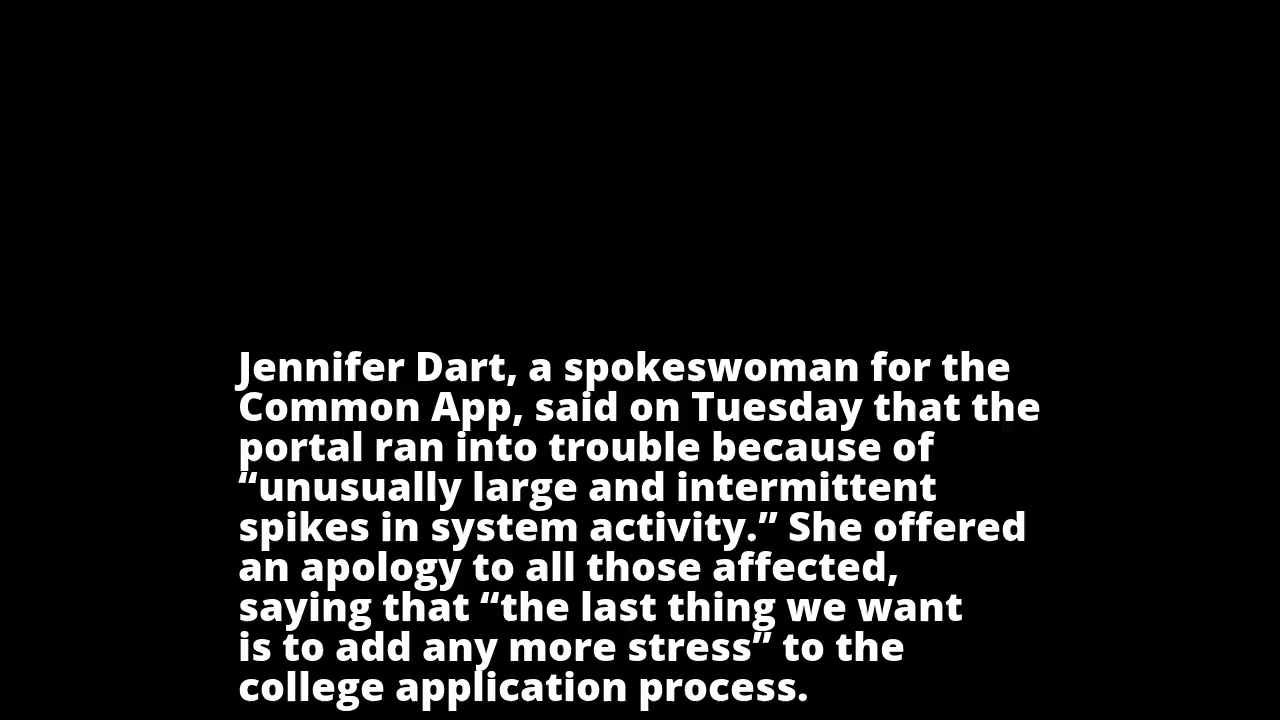 Jennifer Dart, a spokeswoman for the
Common App, said on Tuesday that the
portal ran into trouble because of
“unusually large and intermittent
spikes in system activity.” She offered
an apology to all those affected,
saying that “the last thing we want
is to add any more stress” to the
college application process.